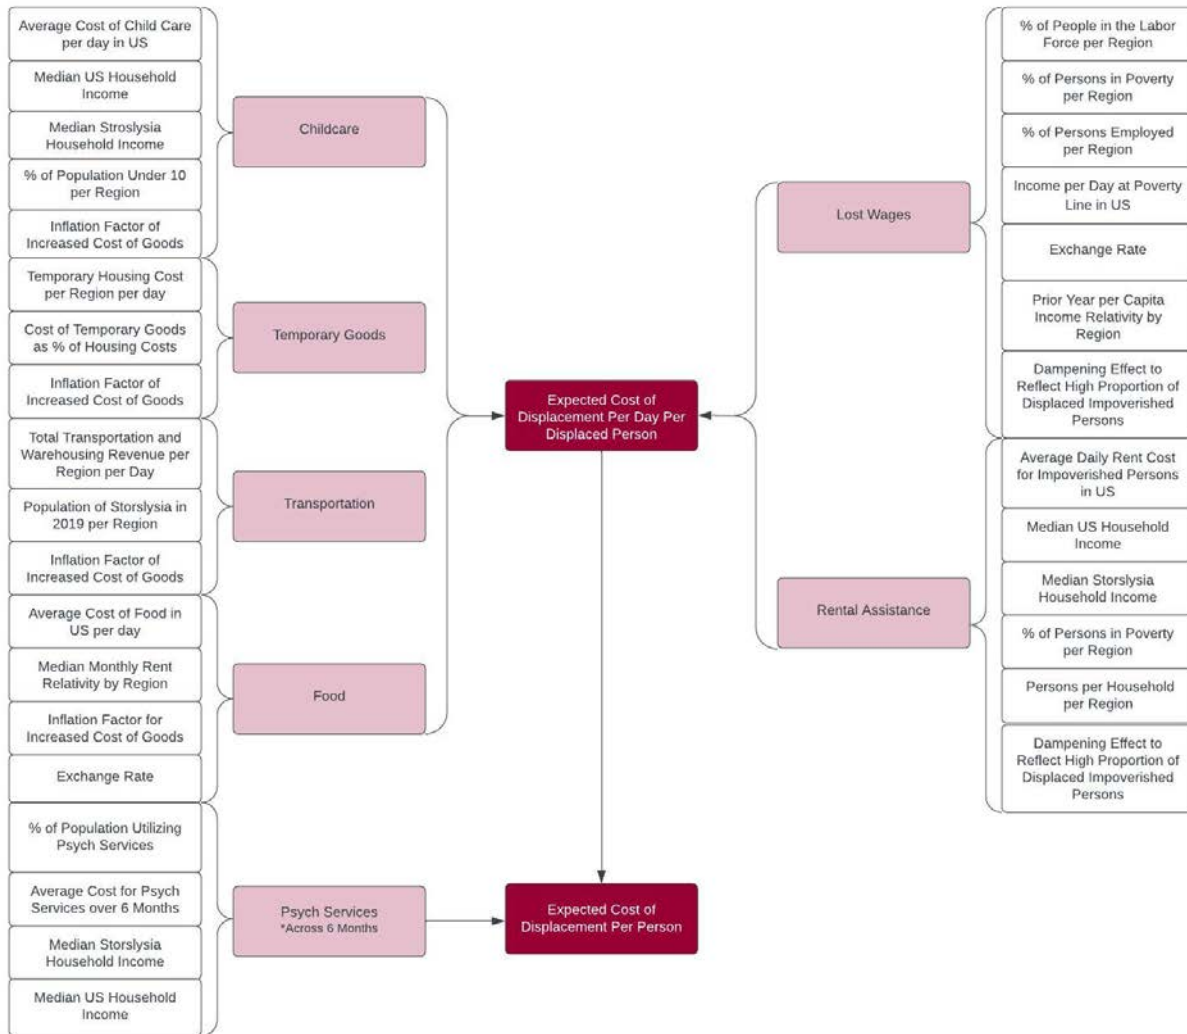 Average Cost of Child Care
per day in US
Median US Household
Income
Median Stroslysia
Household Income
% of Population Under 10
per Region
Inflation Factor of
Increased Cost of Goods
Childcare
Temporary Housing Cost
per Region per day
Cost of Temporary Goods
as % of Housing Costs
Inflation Factor of
Increased Cost of Goods
Temporary Goods
Total Transportation and
Warehousing Revenue per
Region per Day
Population of Storslysia in
2019 per Region
Inflation Factor of
Increased Cost of Goods
Transportation
Average Cost of Food in
US per day
Median Monthly Rent
Relativity by Region
Inflation Factor for
Increased Cost of Goods
Exchange Rate
Food
% of Population Utilizing
Psych Services
Average Cost for Psych
Services over 6 Months
Median Storslysia
Household Income
Median US Household
Income
Psych Services
*Across 6 Months
Expected Cost of
Displacement Per Day Per
Displaced Person
Expected Cost of
Displacement Per Person
Lost Wages
% of People in the Labor
Force per Region
% of Persons in Poverty
per Region
% of Persons Employed
per Region
Income per Day at Poverty
Line in US
Exchange Rate
Prior Year per Capita
Income Relativity by
Region
Dampening Effect to
Reflect High Proportion of
Displaced Impoverished
Persons
Rental Assistance
Average Daily Rent Cost
for Impoverished Persons
in US
Median US Household
Income
Median Storslysia
Household Income
% of Persons in Poverty
per Region
Persons per Household
per Region
Dampening Effect to
Reflect High Proportion of
Displaced Impoverished
Persons